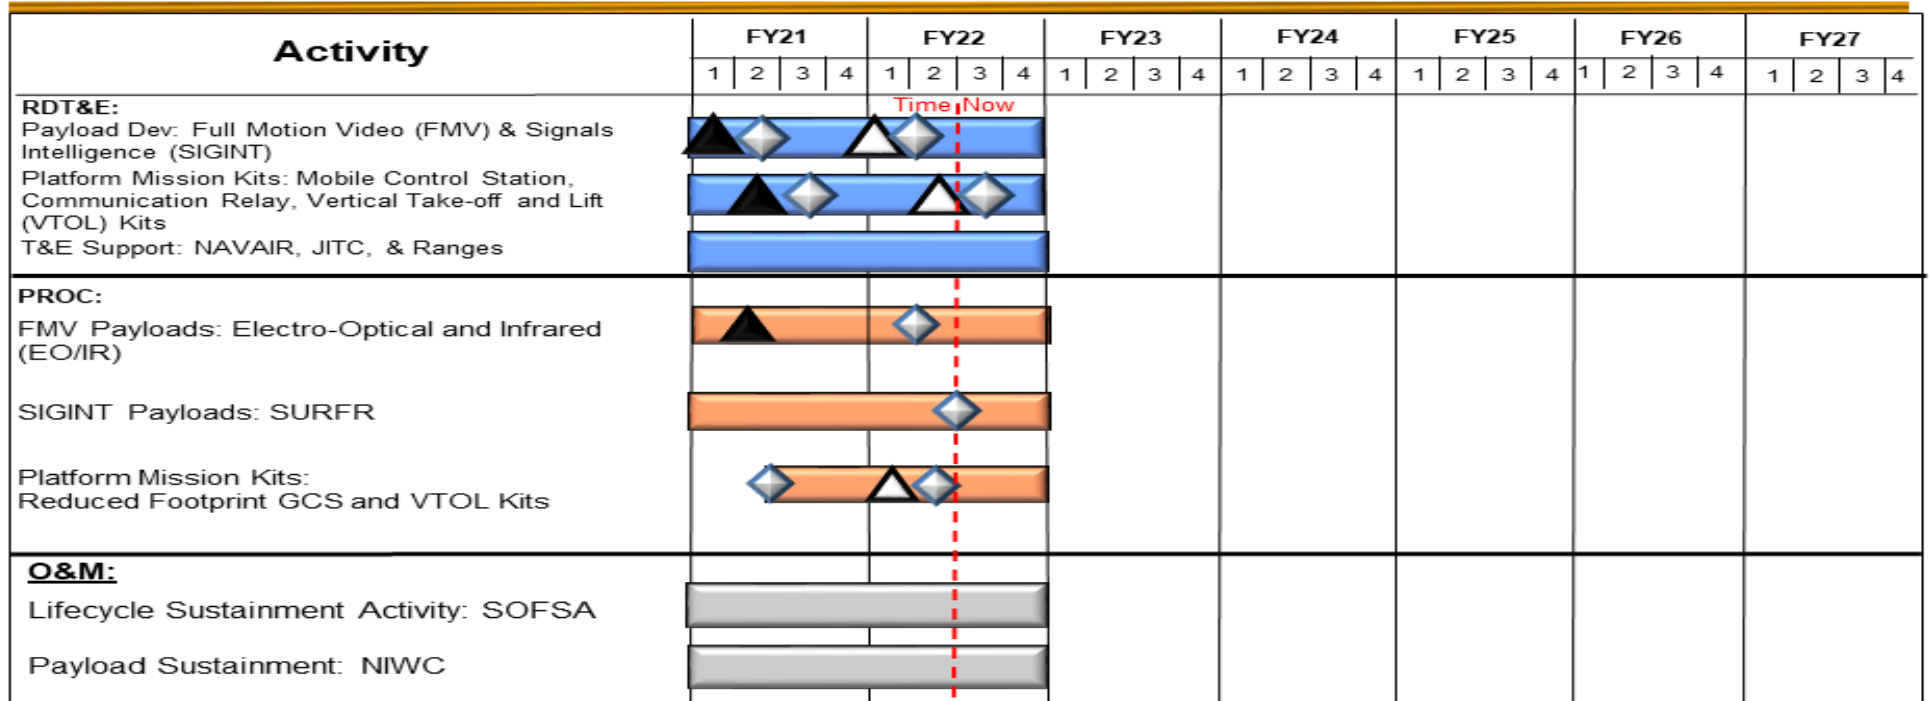 Activity
FY21 FY22 FY23 FY24 FY25 FY26 FY27
1 2 3 4 1 2 3 4 1 2 3 4 1 2 3 4 1 2 3 4 1 2 3 4 1 2 3 4
Time Now
RDT&E:
Payload Dev: Full Motion Video (FMV) & Signals
Intelligence (SIGINT)
Platform Mission Kits: Mobile Control Station,
Communication Relay, Vertical Take-off and Lift
(VTOL) Kits
T&E Support: NAVAIR, JITC, & Ranges
PROC:
FMV Payloads: Electro-Optical and Infrared
(EO/IR)
SIGINT Payloads: SURFR
Platform Mission Kits:
Reduced Footprint GCS and VTOL Kits
O&M:
Lifecycle Sustainment Activity: SOFSA
Payload Sustainment: NIWC